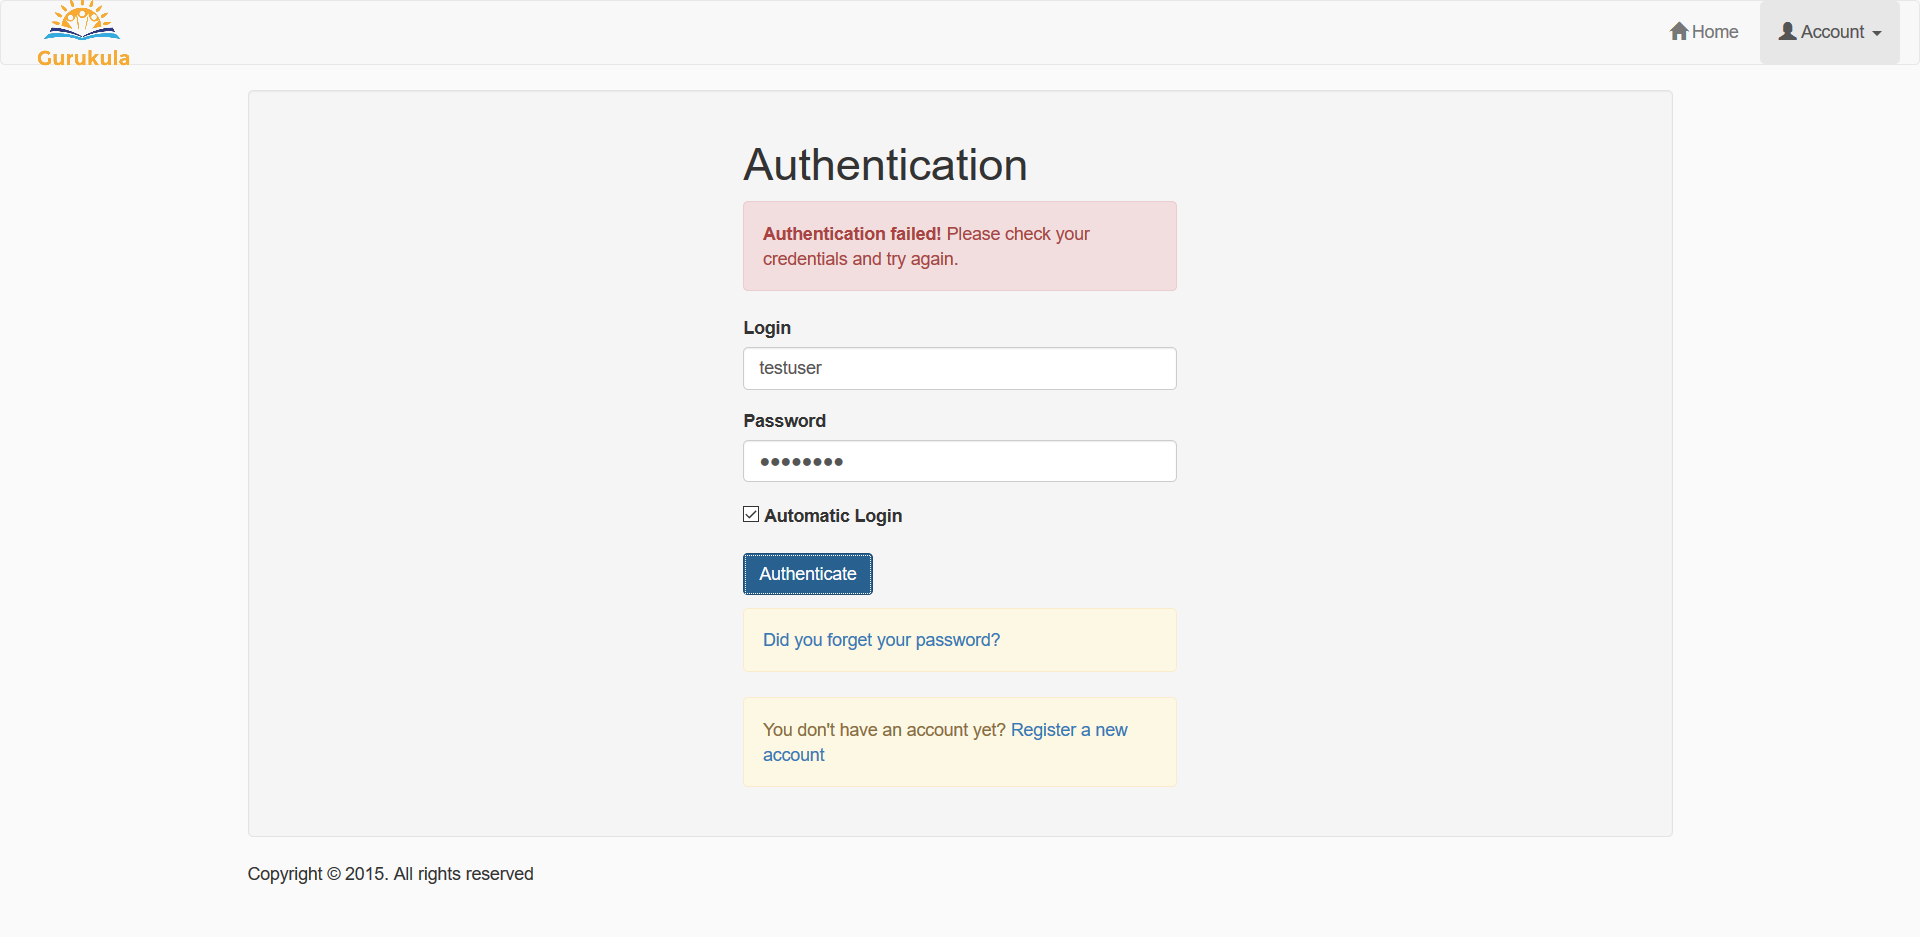 Gurukula
Home
Account
Authentication
Authentication failed! Please check your
credentials and try again.
Login
testuser
Password
Automatic Login
Authenticate
Did you forget your password?
You don't have an account yet? Register a new
account
Copyright © 2015. All rights reserved